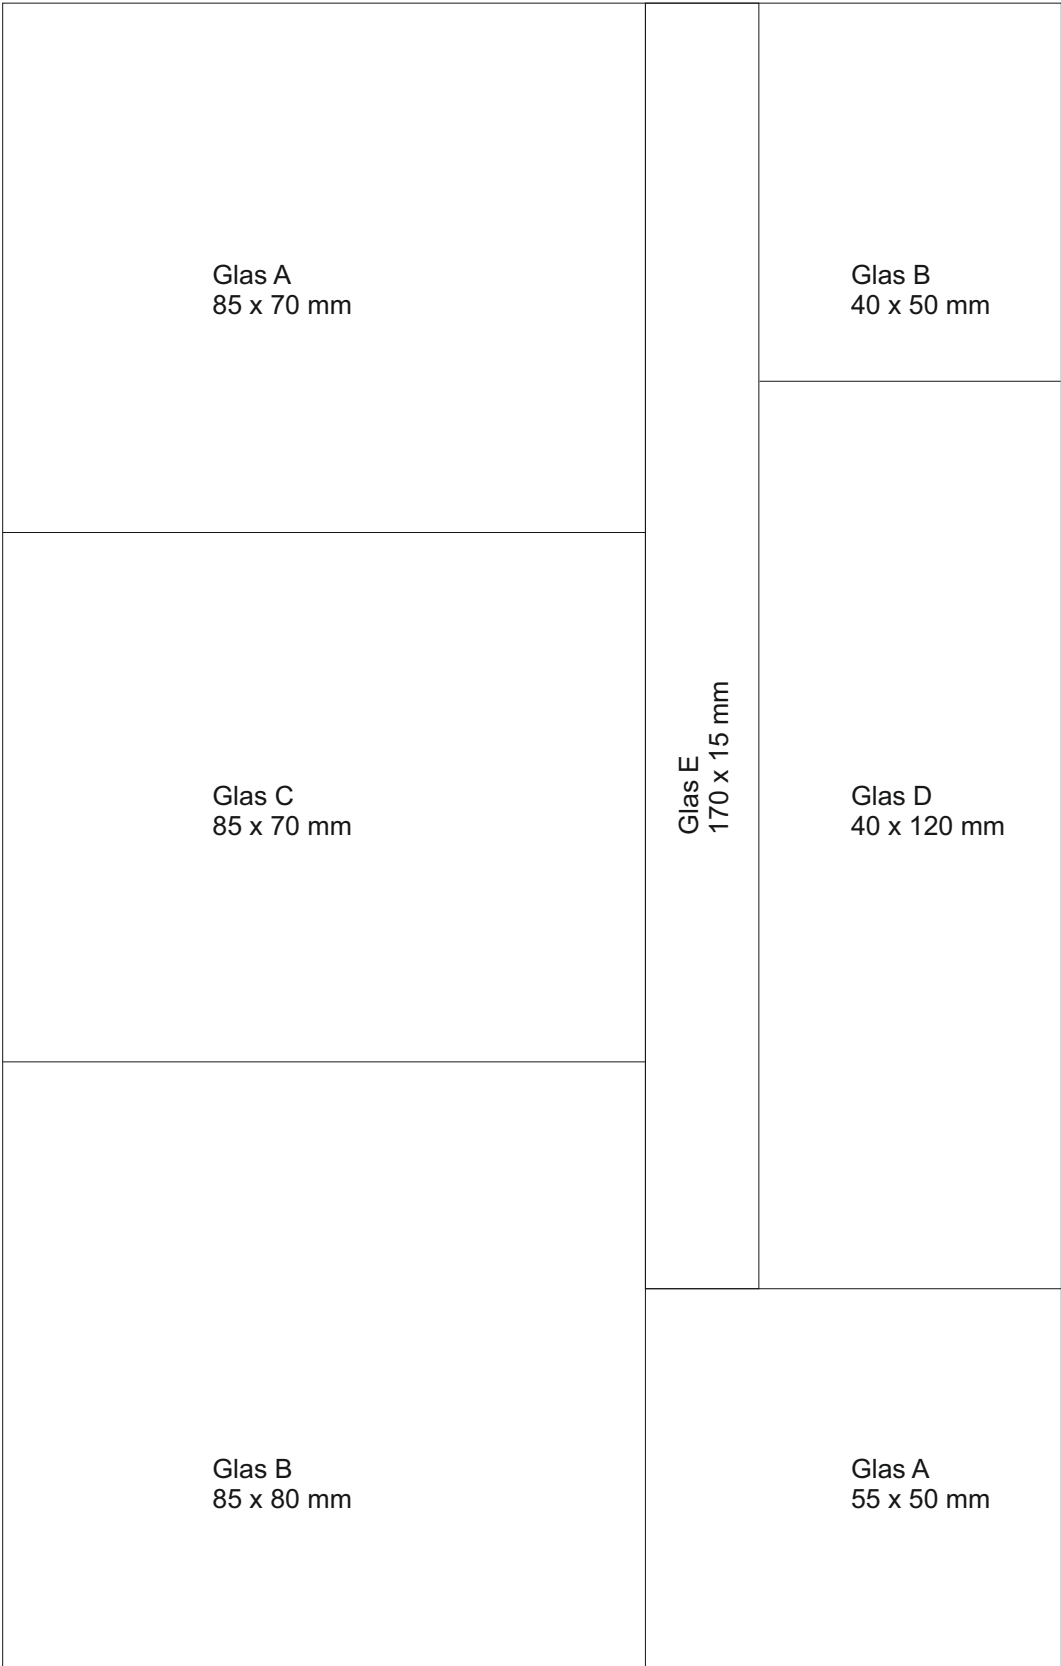 Glas A
85 x 70 mm
Glas B
40 x 50 mm
Glas C
85 x 70 mm
Glas E
170 x 15 mm
Glas D
40 x 120 mm
Glas B
85 x 80 mm
Glas A
55 x 50 mm